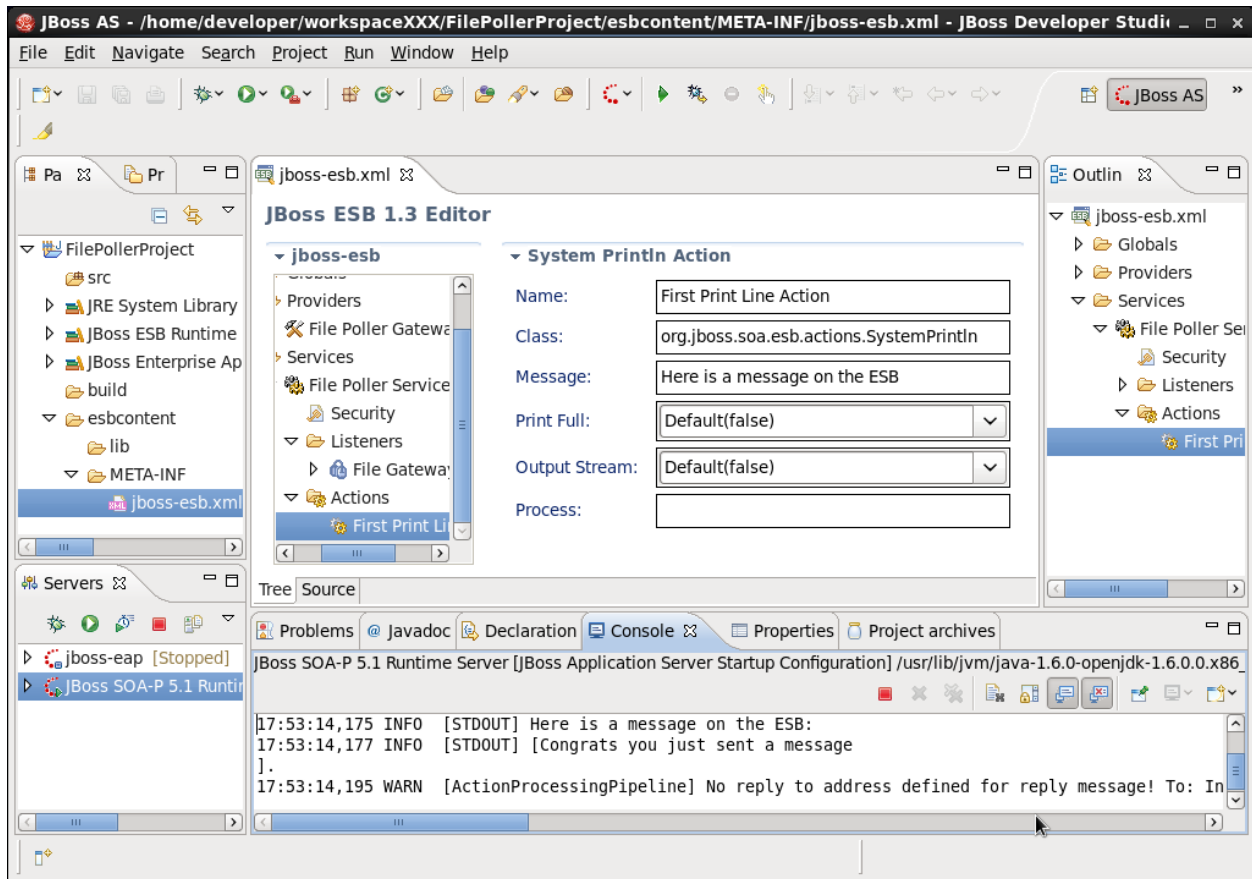 JBoss AS - /home/developer/workspaceXXX/FilePollerProject/esbcontent/META-INF/jboss-esb.xml - JBoss Developer Studi
File Edit Navigate Search Project Run Window Help
JBoss AS
Pa
Pr
FilePollerProject
src
JRE System Library
JBoss ESB Runtime
JBoss Enterprise Ap
build
esbcontent
lib
META-INF
jboss-esb.xml
jboss-esb.xml
JBoss ESB 1.3 Editor
jboss-esb
Globals
Providers
File Poller Gatewa
Services
File Poller Service
Security
Listeners
File Gateway
Actions
First Print Li
System Println Action
Name: First Print Line Action
Class: org.jboss.soa.esb.actions.SystemPrintln
Message: Here is a message on the ESB
Print Full: Default(false)
Output Stream: Default(false)
Process:
Tree Source
Outlin
jboss-esb.xml
Globals
Providers
Services
File Poller Ser
Security
Listeners
Actions
First Pri
Servers
jboss-eap [Stopped]
JBoss SOA-P 5.1 Runtin
Problems @ Javadoc Declaration Console Properties Project archives
JBoss SOA-P 5.1 Runtime Server [JBoss Application Server Startup Configuration] /usr/lib/jvm/java-1.6.0-openjdk-1.6.0.0.x86_
17:53:14,175 INFO [STDOUT] Here is a message on the ESB:
17:53:14,177 INFO [STDOUT] [Congrats you just sent a message
].
17:53:14,195 WARN [ActionProcessingPipeline] No reply to address defined for reply message! To: In